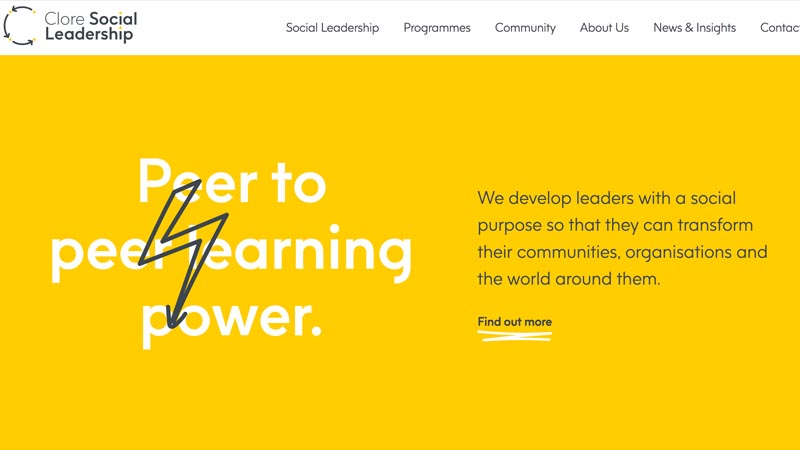 Clore Social
Leadership
Social Leadership
Programmes
Community
About Us
News & Insights
Contac
Peer to
peer learning
power.
We develop leaders with a social
purpose so that they can transform
their communities, organisations and
the world around them.
Find out more